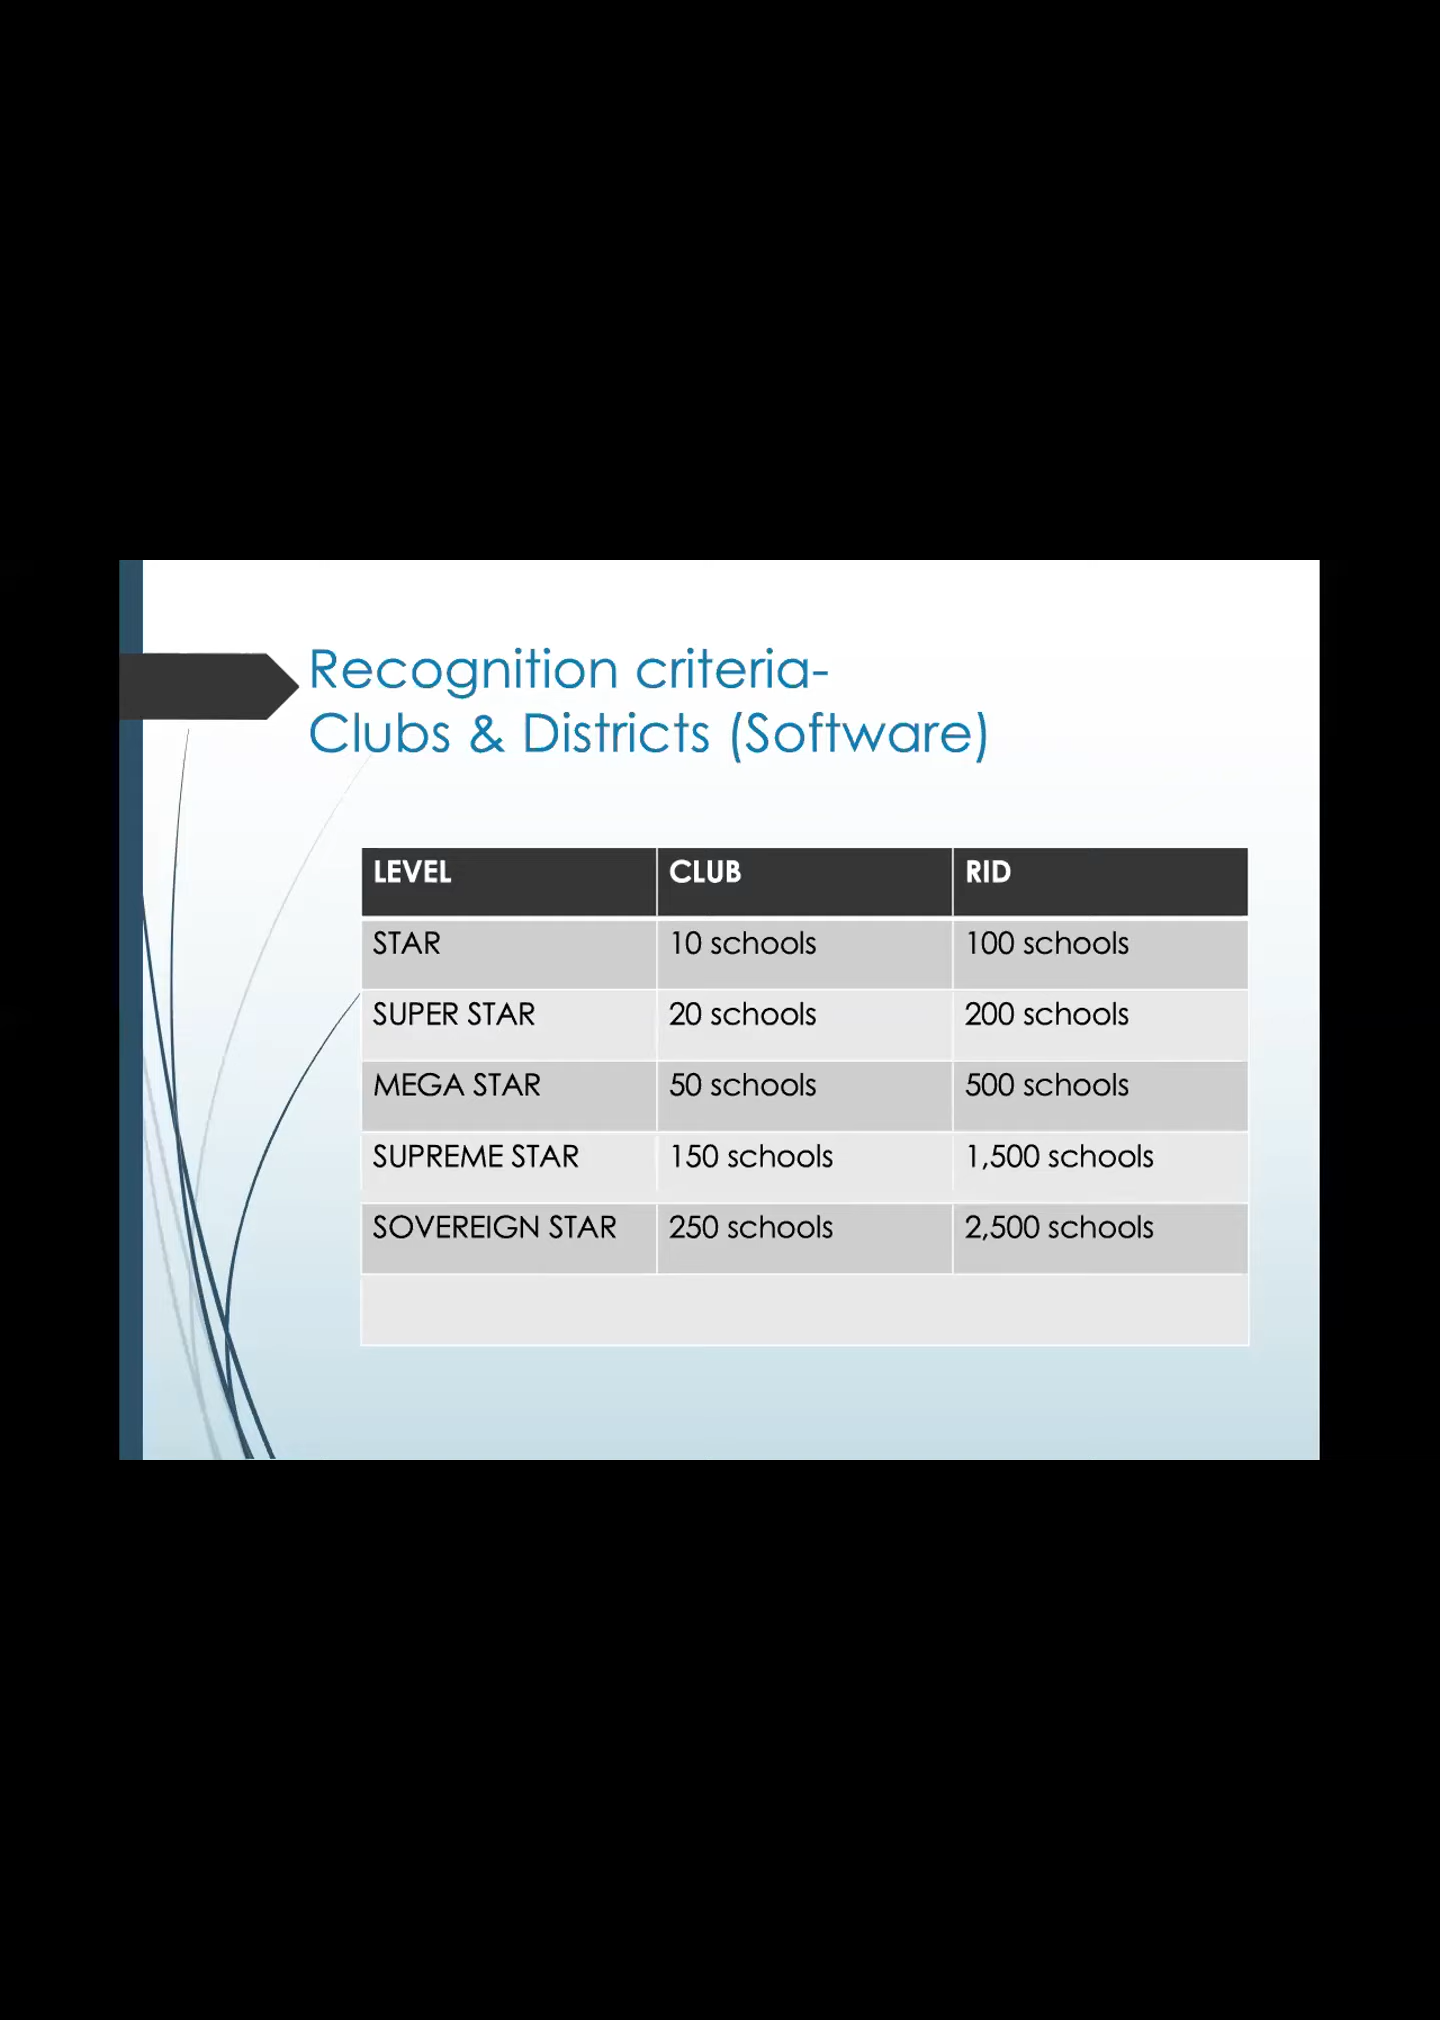 Recognition criteria-
Clubs & Districts (Software)
LEVEL CLUB RID
STAR 10 schools 100 schools
SUPER STAR 20 schools 200 schools
MEGA STAR 50 schools 500 schools
SUPREME STAR 150 schools 1,500 schools
SOVEREIGN STAR 250 schools 2,500 schools